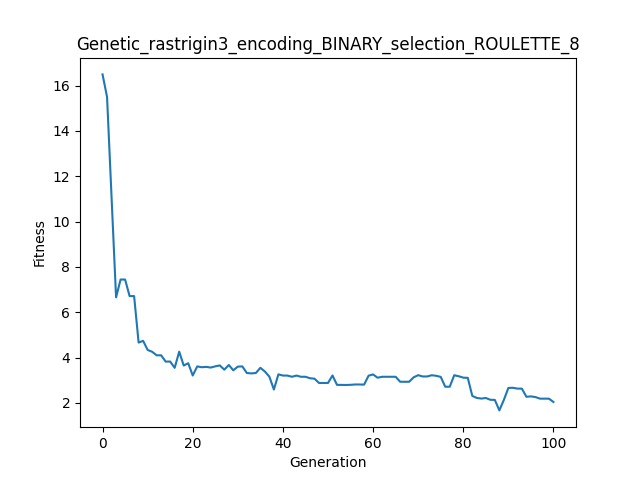 Genetic_rastrigin3_encoding_BINARY_selection_ROULETTE_8
16
14
12
10
8
6
4
2
Fitness
0 20 40 60 80 100
Generation